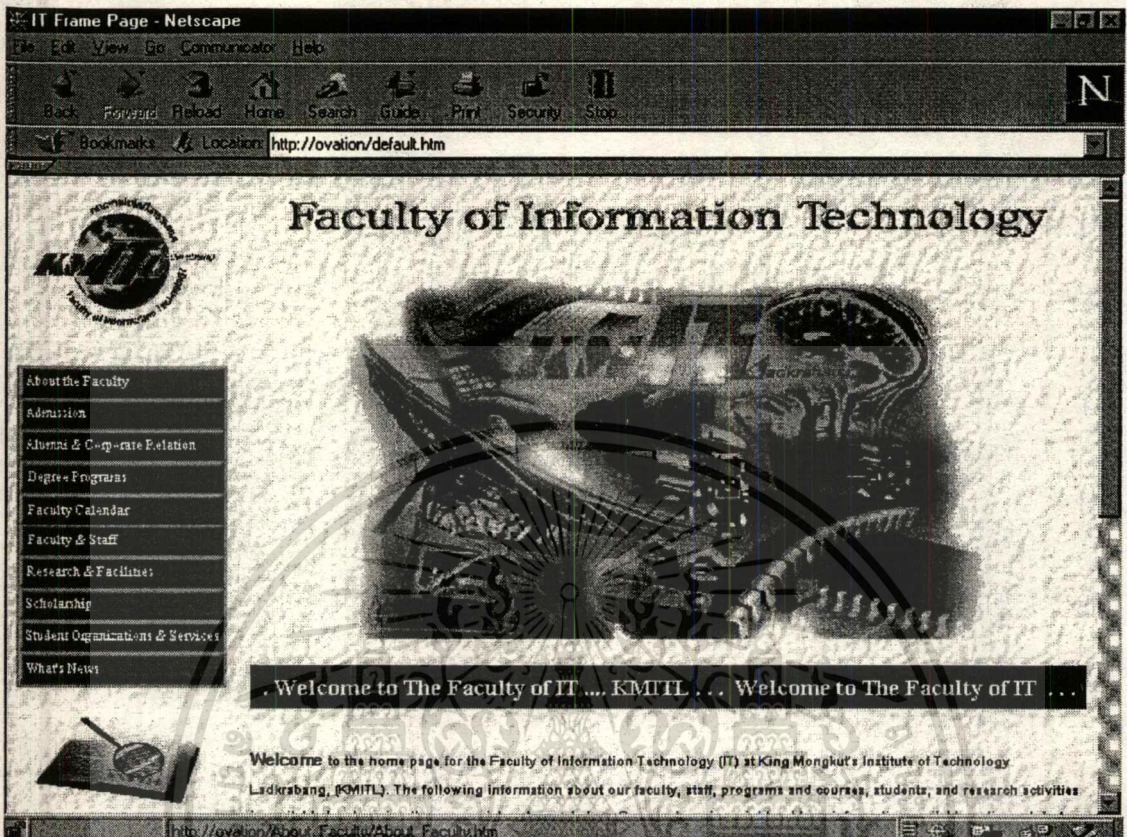 IT Frame Page - Netscape
File Edit View Go Communicator Help
Back Forward Reload Home Search Guide Print Security Stop
Bookmarks Location: http://ovation/default.htm
KMITL
Faculty of Information Technology
Faculty of Information Technology
About the Faculty
Admission
Alumni & Corporate Relation
Degree Programs
Faculty Calendar
Faculty & Staff
Research & Facilities
Scholarship
Student Organizations & Services
What's News
. Welcome to The Faculty of IT .... KMITL . . . Welcome to The Faculty of IT . . .
Welcome to the home page for the Faculty of Information Technology (IT) at King Mongkut's Institute of Technology
Ladkrabang, (KMITL). The following information about our faculty, staff, programs and courses, students, and research activities
http://ovation/About_Faculty/About_Faculty.htm